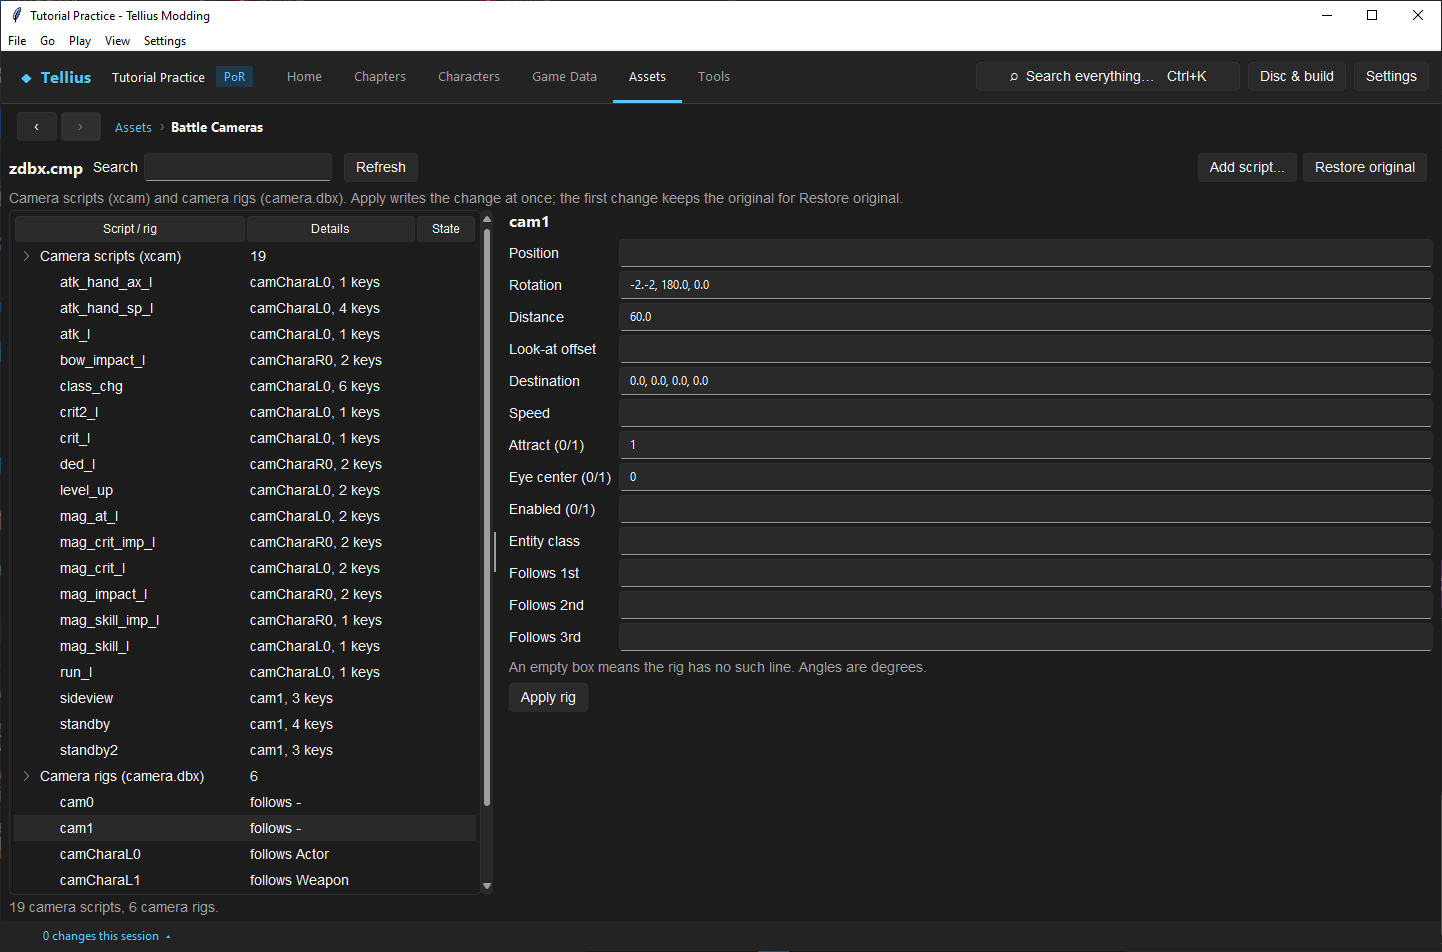 Tutorial Practice - Tellius Modding
File Go Play View Settings
Tellius Tutorial Practice PoR Home Chapters Characters Game Data Assets Tools Search everything... Ctrl+K Disc & build Settings
‹ › Assets › Battle Cameras
zdbx.cmp Search Refresh Add script... Restore original
Camera scripts (xcam) and camera rigs (camera.dbx). Apply writes the change at once; the first change keeps the original for Restore original.
Script / rig Details State
Camera scripts (xcam) 19
atk_hand_ax_l camCharaL0, 1 keys
atk_hand_sp_l camCharaL0, 4 keys
atk_l camCharaL0, 1 keys
bow_impact_l camCharaR0, 2 keys
class_chg camCharaL0, 6 keys
crit2_l camCharaL0, 1 keys
crit_l camCharaL0, 1 keys
ded_l camCharaR0, 2 keys
level_up camCharaL0, 2 keys
mag_at_l camCharaL0, 2 keys
mag_crit_imp_l camCharaR0, 2 keys
mag_crit_l camCharaL0, 2 keys
mag_impact_l camCharaR0, 2 keys
mag_skill_imp_l camCharaR0, 1 keys
mag_skill_l camCharaL0, 1 keys
run_l camCharaL0, 1 keys
sideview cam1, 3 keys
standby cam1, 4 keys
standby2 cam1, 3 keys
Camera rigs (camera.dbx) 6
cam0 follows -
cam1 follows -
camCharaL0 follows Actor
camCharaL1 follows Weapon
19 camera scripts, 6 camera rigs.
cam1
Position
Rotation -2.-2, 180.0, 0.0
Distance 60.0
Look-at offset
Destination 0.0, 0.0, 0.0, 0.0
Speed
Attract (0/1) 1
Eye center (0/1) 0
Enabled (0/1)
Entity class
Follows 1st
Follows 2nd
Follows 3rd
An empty box means the rig has no such line. Angles are degrees.
Apply rig
0 changes this session